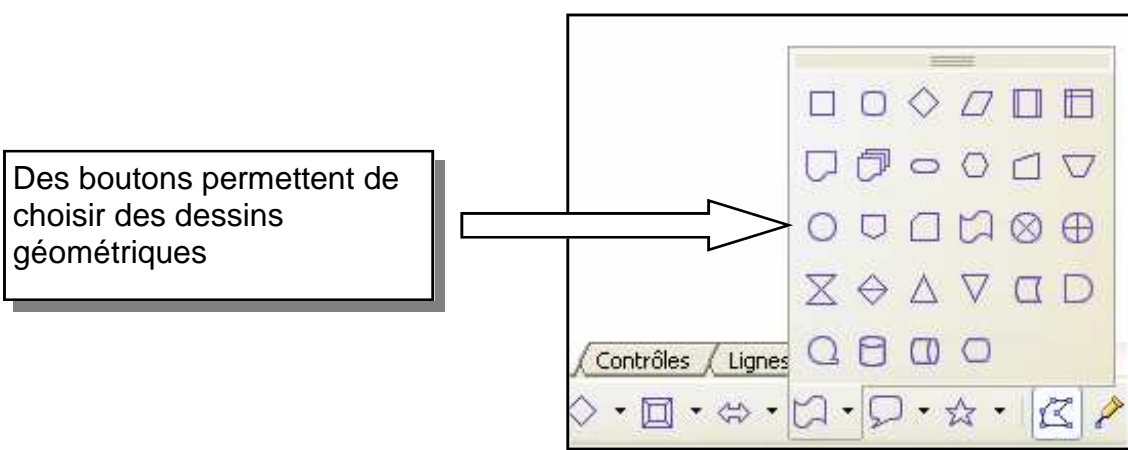 Des boutons permettent de
choisir des dessins
géométriques
Contrôles
Lignes